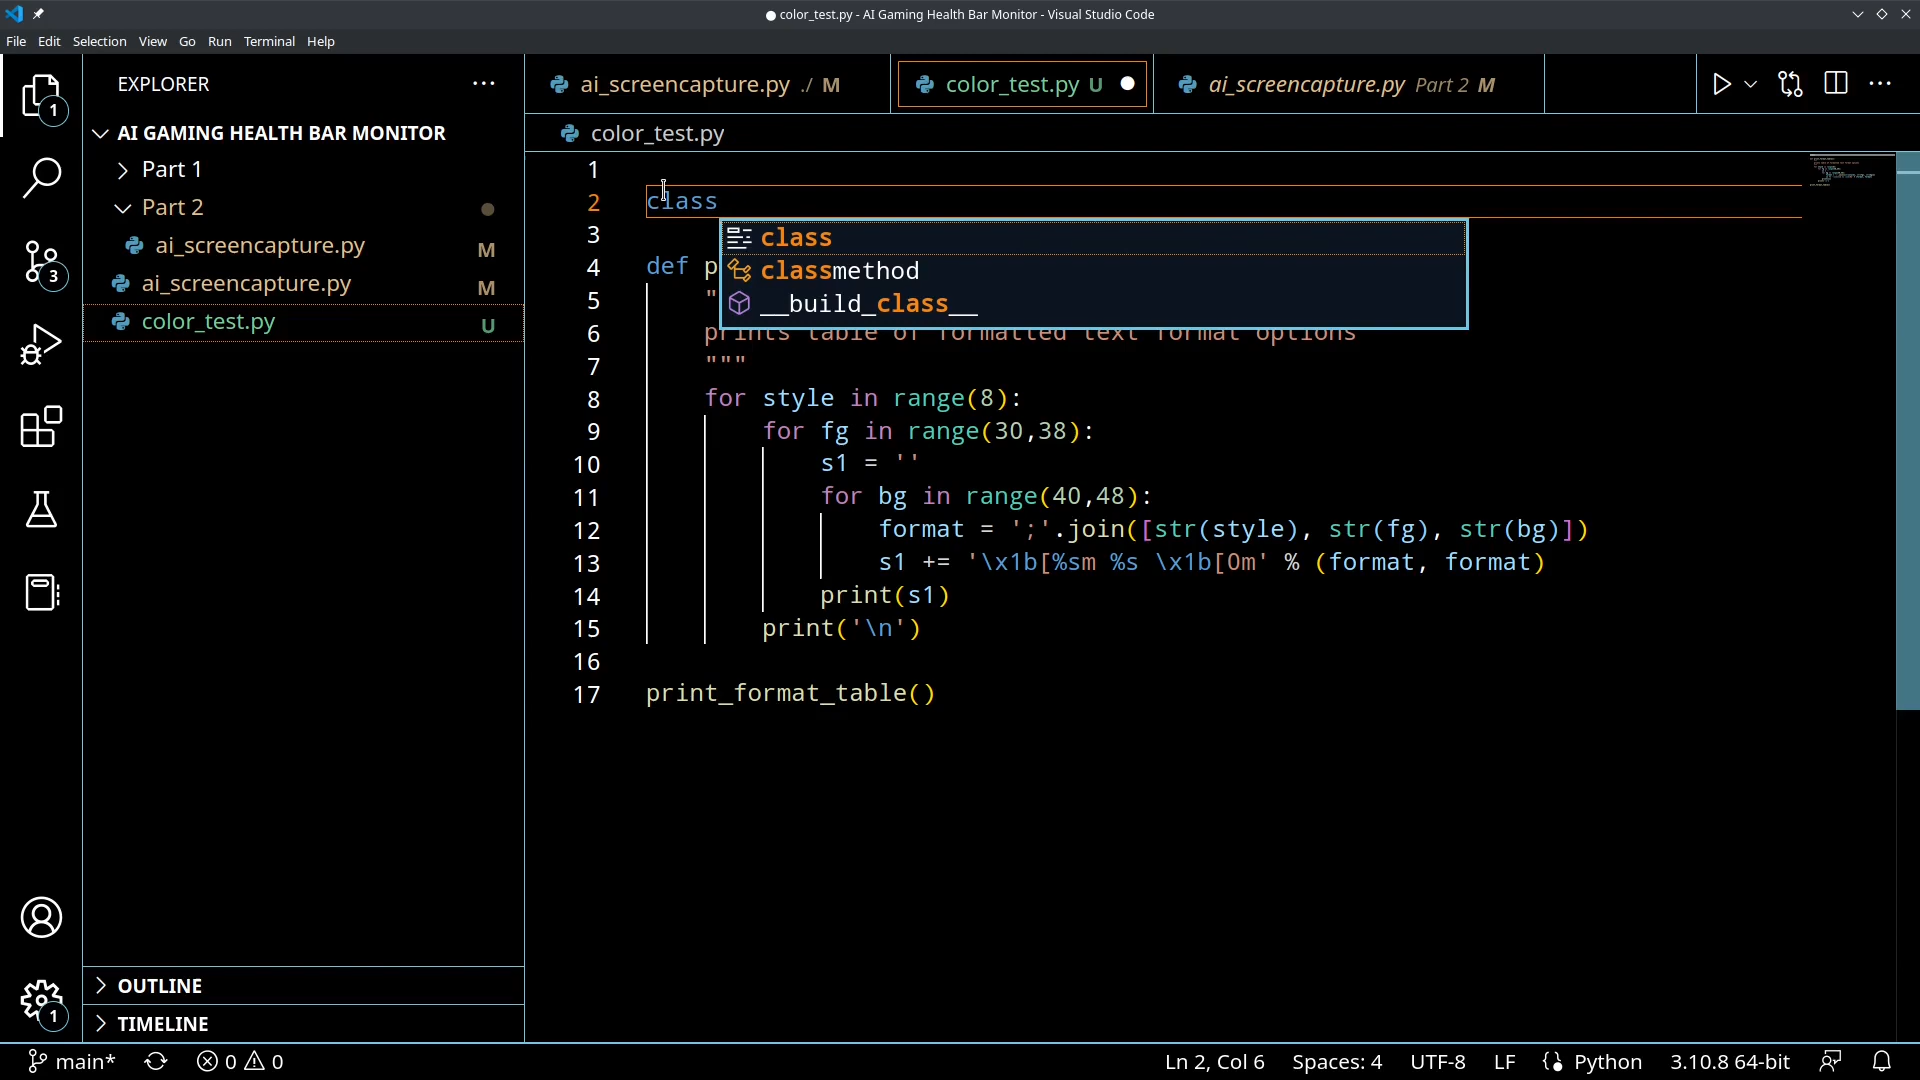 color_test.py - AI Gaming Health Bar Monitor - Visual Studio Code
File Edit Selection View Go Run Terminal Help
EXPLORER
AI GAMING HEALTH BAR MONITOR
Part 1
Part 2
ai_screencapture.py M
ai_screencapture.py M
color_test.py U
OUTLINE
TIMELINE
1
3
1
ai_screencapture.py ./ M
color_test.py U
ai_screencapture.py Part 2 M
color_test.py
1
2 class
class
classmethod
__build_class__
3
4 def p
5 "
6 prints table of formatted text format options
7 """
8 for style in range(8):
9 for fg in range(30,38):
10 s1 = ''
11 for bg in range(40,48):
12 format = ';'.join([str(style), str(fg), str(bg)])
13 s1 += '\x1b[%sm %s \x1b[0m' % (format, format)
14 print(s1)
15 print('\n')
16
17 print_format_table()
main* 0 0 Ln 2, Col 6 Spaces: 4 UTF-8 LF Python 3.10.8 64-bit